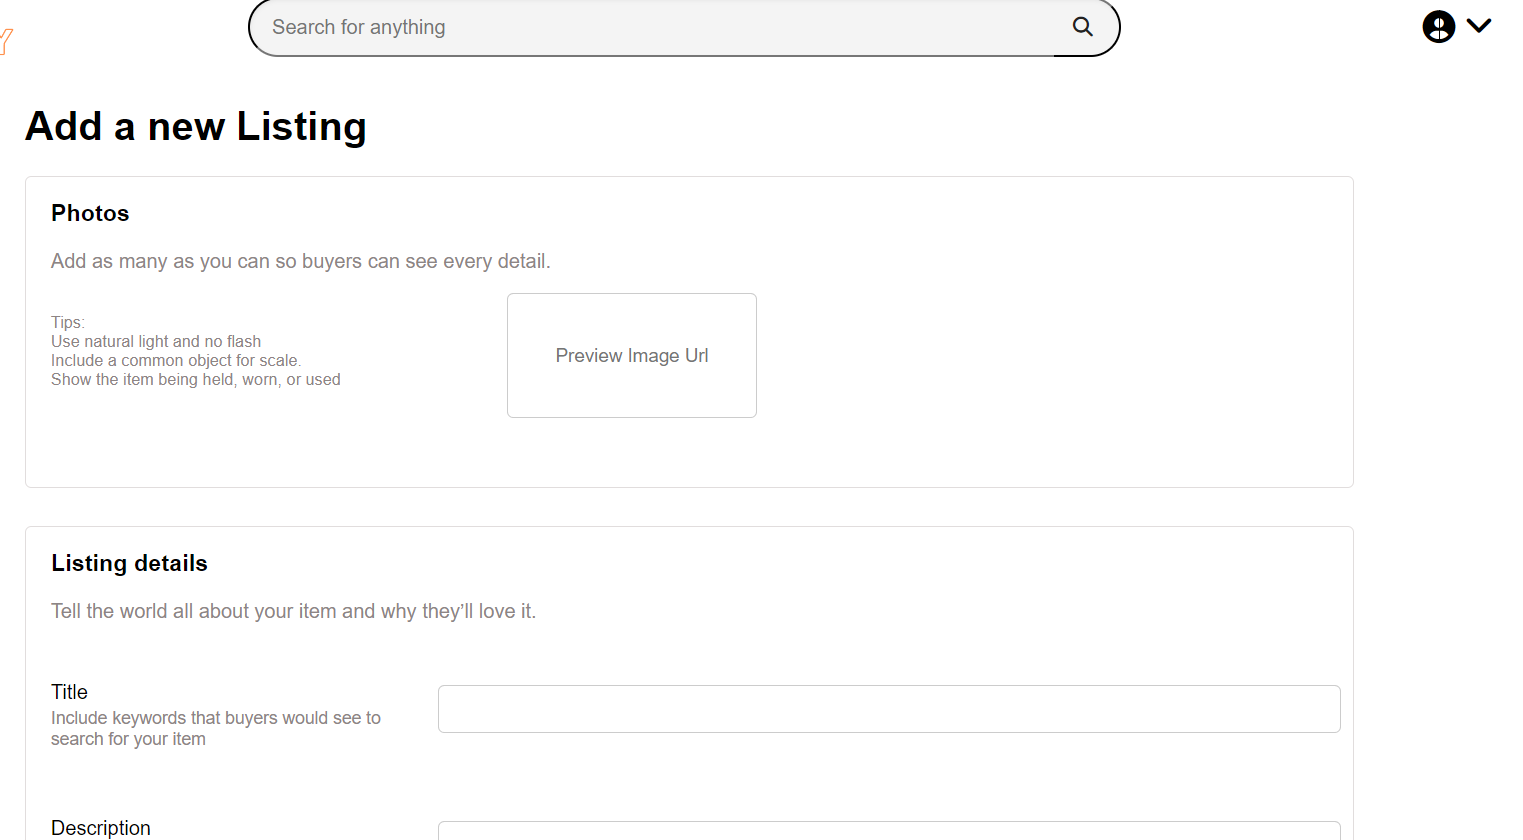 Y
Search for anything
Add a new Listing
Photos
Add as many as you can so buyers can see every detail.
Tips:
Use natural light and no flash
Include a common object for scale.
Show the item being held, worn, or used
Preview Image Url
Listing details
Tell the world all about your item and why they’ll love it.
Title
Include keywords that buyers would see to
search for your item
Description